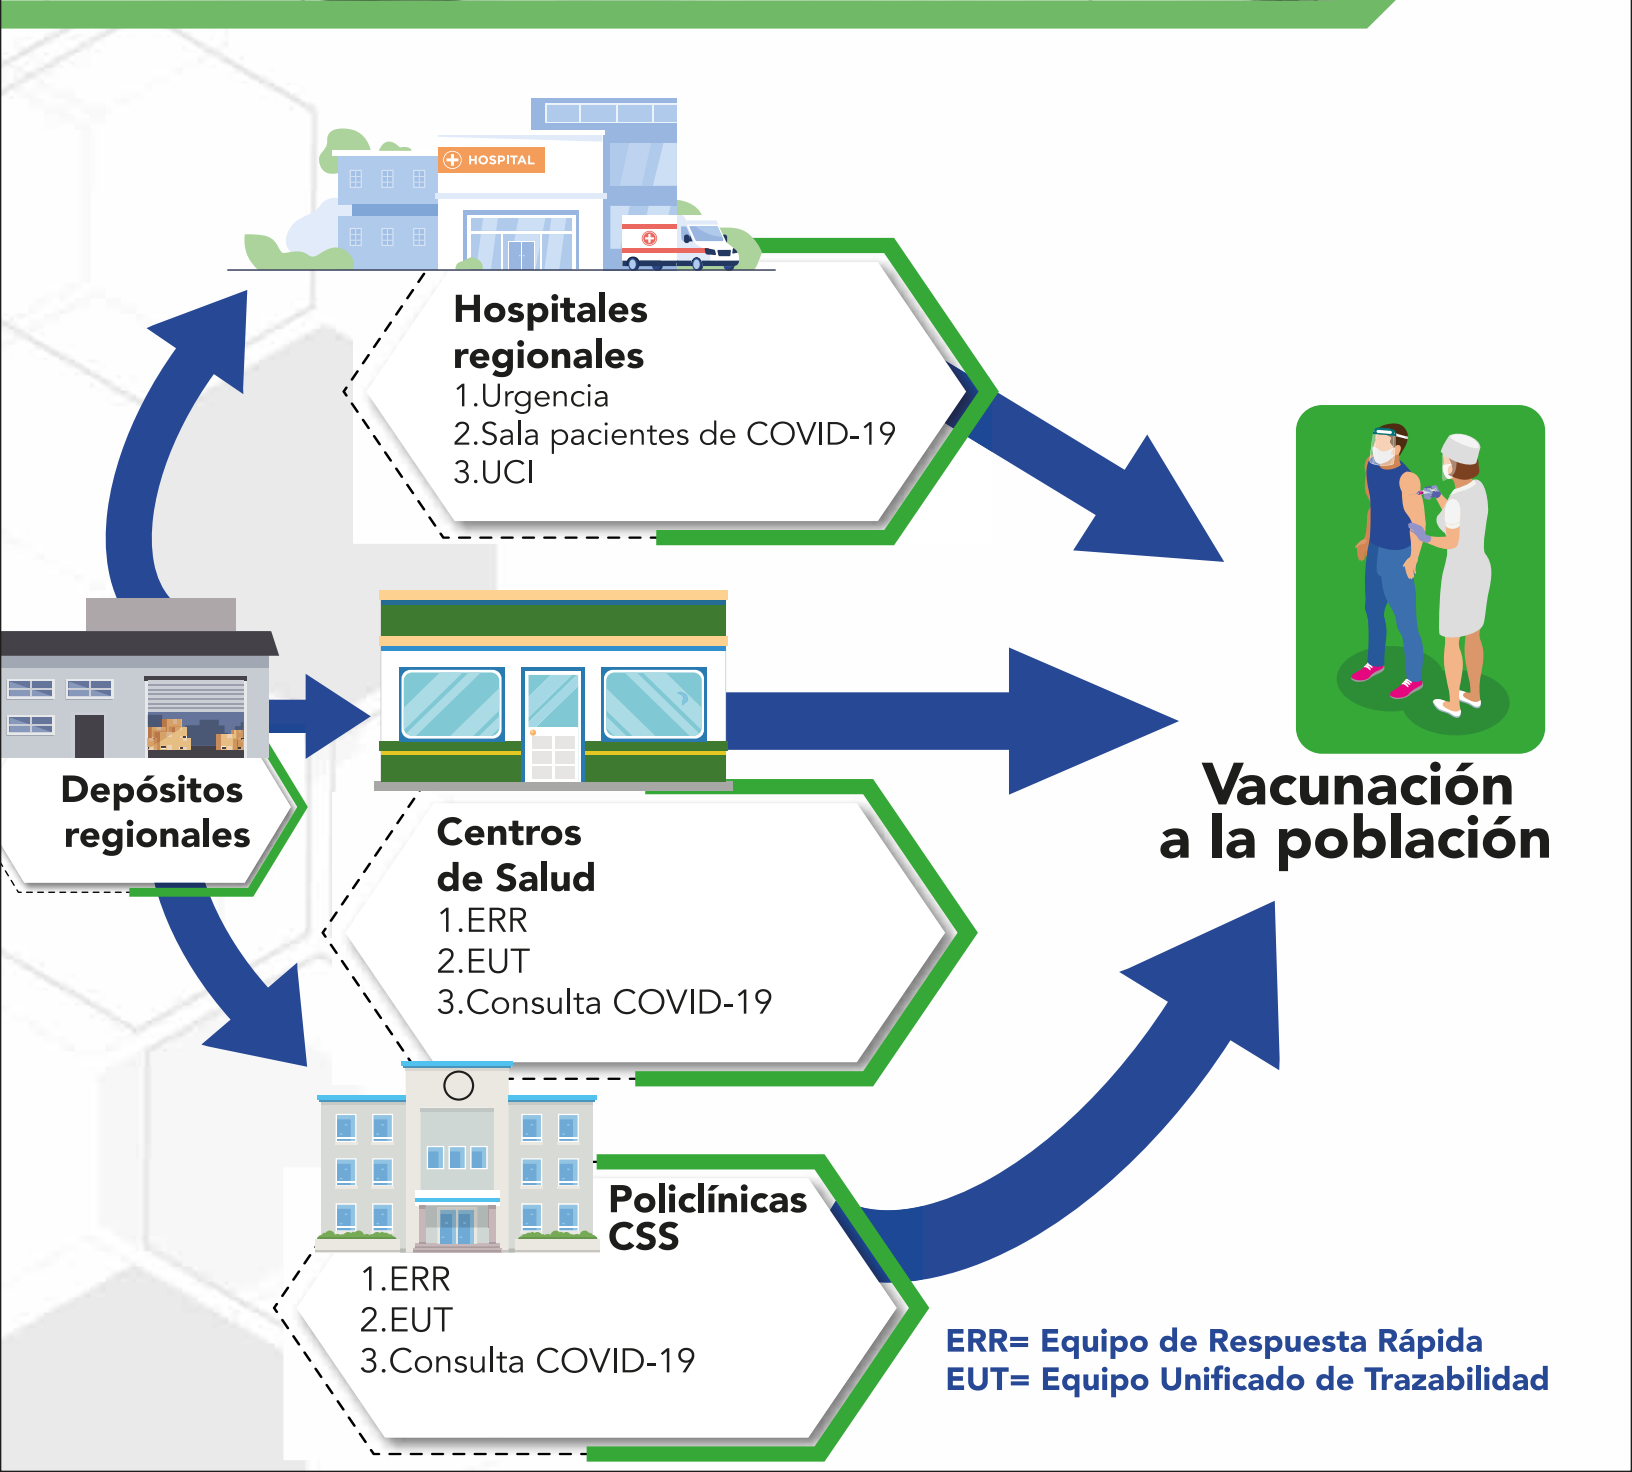 HOSPITAL
Hospitales
regionales
1.Urgencia
2.Sala pacientes de COVID-19
3.UCI
Depósitos
regionales
Centros
de Salud
1.ERR
2.EUT
3.Consulta COVID-19
Vacunación
a la población
Policlínicas
CSS
1.ERR
2.EUT
3.Consulta COVID-19
ERR= Equipo de Respuesta Rápida
EUT= Equipo Unificado de Trazabilidad